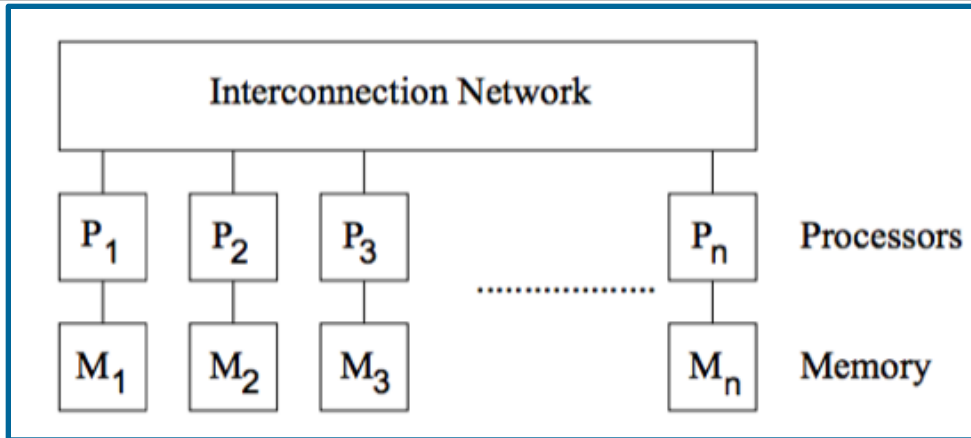 Interconnection Network
P1 P2 P3 Pn Processors
M1 M2 M3 Mn Memory